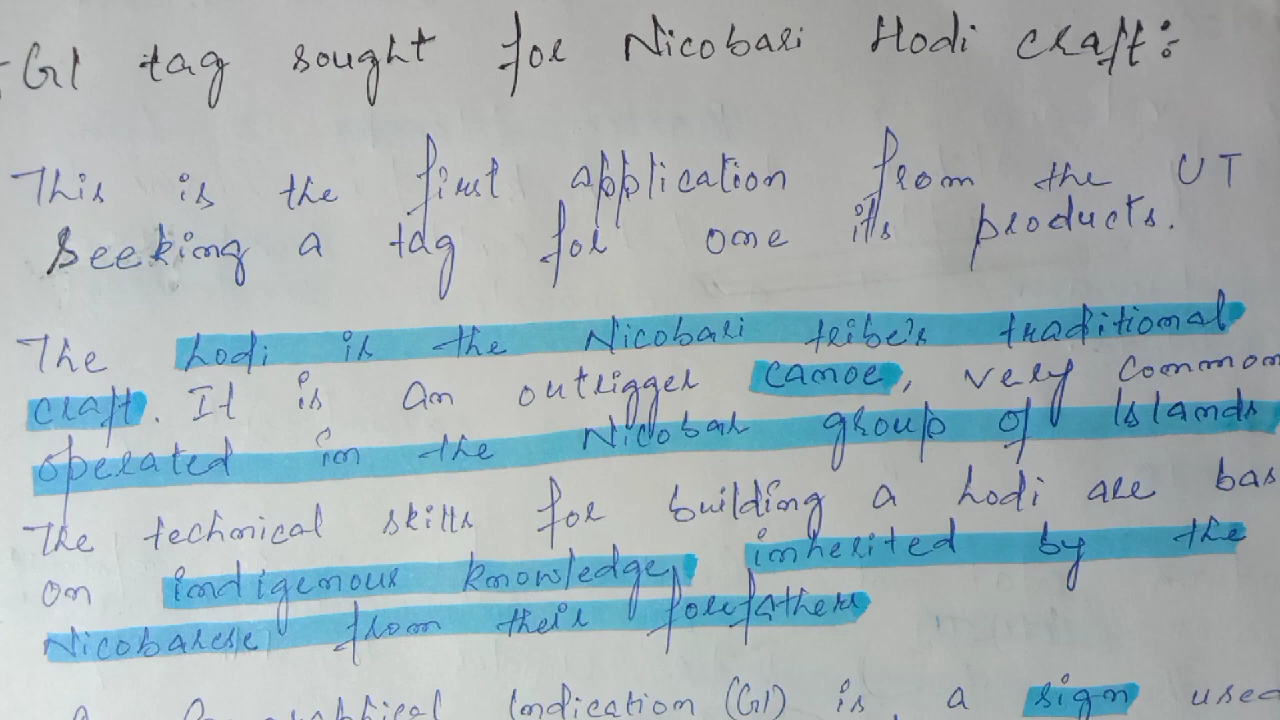 - GI tag sought for Nicobari Hodi craft:
This is the first application from the UT
seeking a tag for one its products.
The hodi is the Nicobari tribe's traditional
craft. It is an outrigger canoe, very common
operated in the Nicobar group of Islands
The technical skills for building a hodi are bas
on indigenous knowledge, inherited by the
Nicobarese from their forefathers
A Geographical Indication (GI) is a sign used